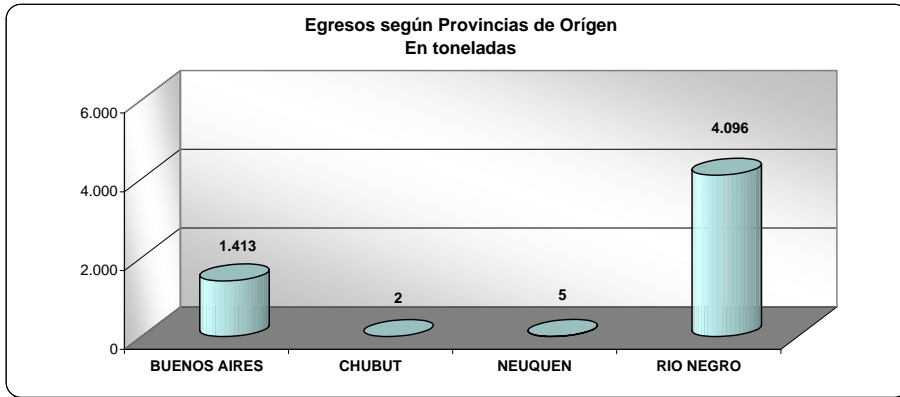 Egresos según Provincias de Orígen
En toneladas
6.000
4.000
2.000
0
1.413
2
5
4.096
BUENOS AIRES
CHUBUT
NEUQUEN
RIO NEGRO